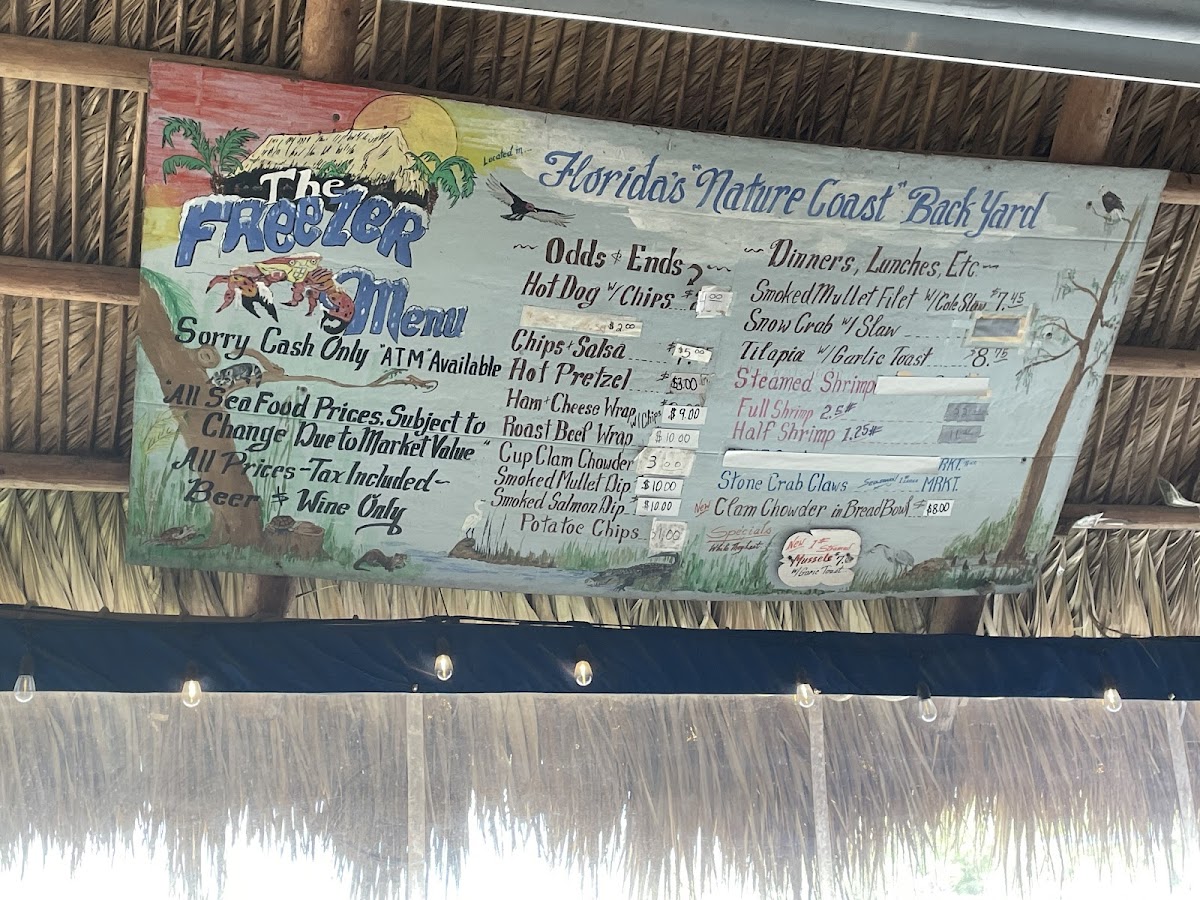 Located in
Florida's "Nature Coast" Back Yard
The
FREEZER
Menu
Sorry Cash Only "ATM" Available
"All Sea Food Prices Subject to
Change Due to Market Value"
All Prices - Tax Included~
Beer & Wine Only
~ Odds & Ends ~
Hot Dog w/ Chips
$2.00
Chips & Salsa $5.00
Hot Pretzel $3.00
Ham & Cheese Wrap w/ Chips $9.00
Roast Beef Wrap $10.00
Cup Clam Chowder 3.00
Smoked Mullet Dip $10.00
Smoked Salmon Dip $10.00
Potatoe Chips $1.00
~ Dinners, Lunches, Etc ~
Smoked Mullet Filet w/ Cole Slaw $7.45
Snow Crab w/ Slaw
Tilapia w/ Garlic Toast $8.75
Steamed Shrimp
Full Shrimp 2.5#
Half Shrimp 1.25#
MRKT.
Stone Crab Claws MRKT.
New Clam Chowder in Bread Bowl $8.00
Specials
New 1# Steamed
"Mussels"
w/ Garlic Toast